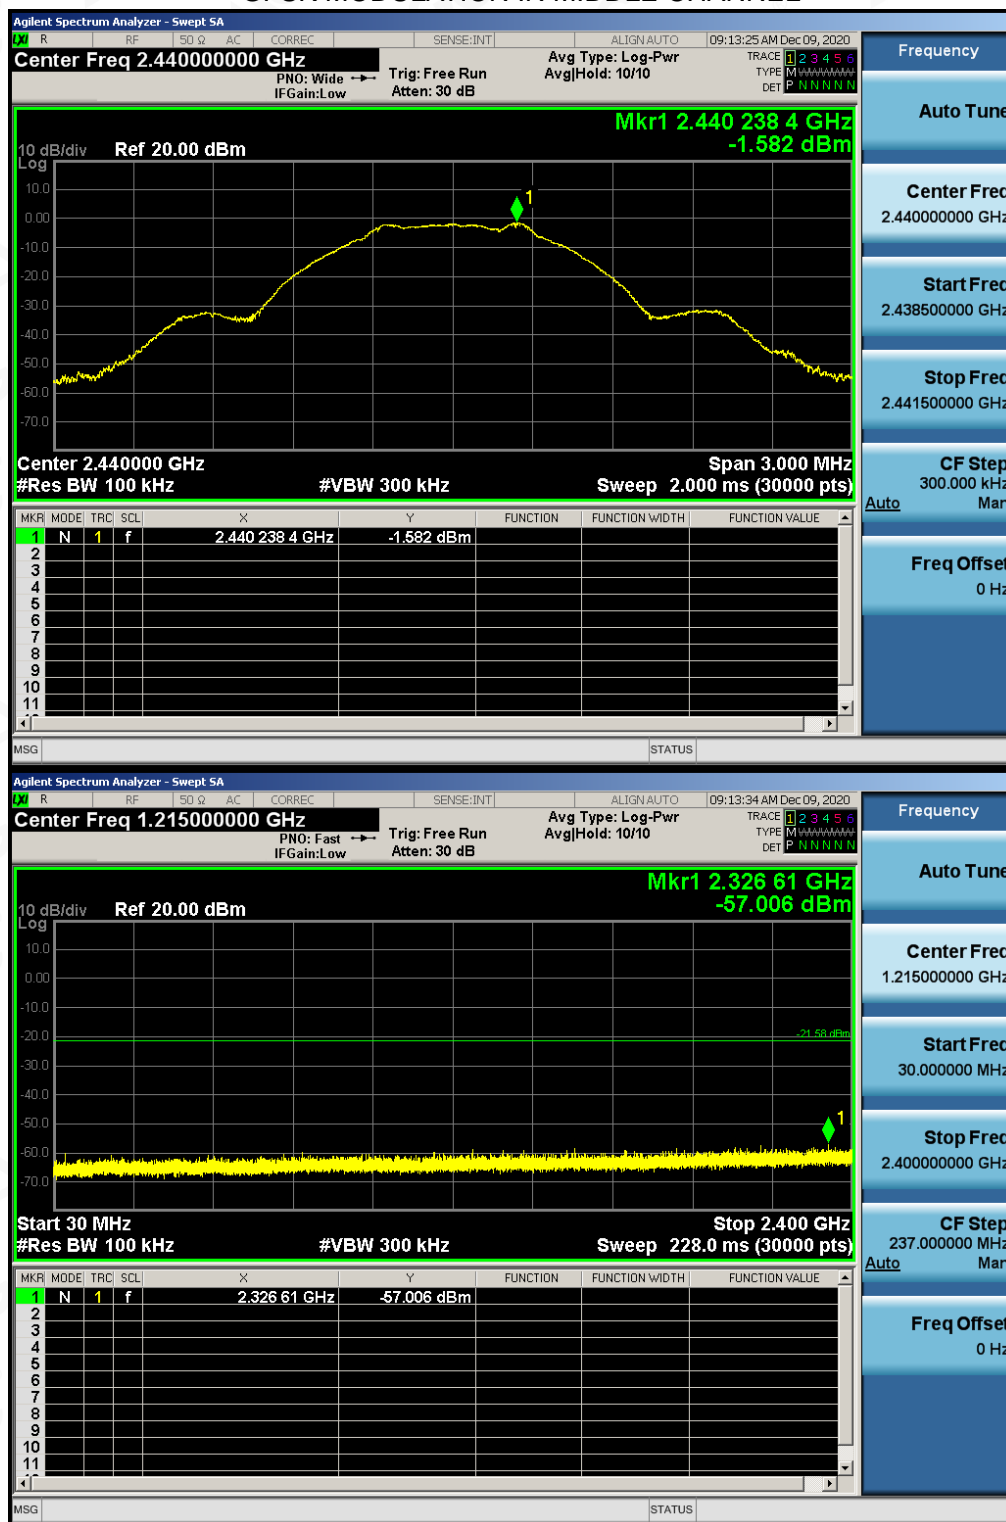 GFSK MODULATION IN MIDDLE CHANNEL
Agilent Spectrum Analyzer - Swept SA
LXI R RF 50 Ω AC CORREC SENSE:INT ALIGN AUTO 09:13:25 AM Dec 09, 2020
Center Freq 2.440000000 GHz
PNO: Wide
IFGain:Low
Trig: Free Run
Atten: 30 dB
Avg Type: Log-Pwr
Avg|Hold: 10/10
TRACE 1 2 3 4 5 6
TYPE M
DET P N N N N N
Mkr1 2.440 238 4 GHz
-1.582 dBm
10 dB/div Ref 20.00 dBm
Log
10.0
0.00
-10.0
-20.0
-30.0
-40.0
-50.0
-60.0
-70.0
1
Center 2.440000 GHz Span 3.000 MHz
#Res BW 100 kHz #VBW 300 kHz Sweep 2.000 ms (30000 pts)
MKR MODE TRC SCL X Y FUNCTION FUNCTION WIDTH FUNCTION VALUE
1 N 1 f 2.440 238 4 GHz -1.582 dBm
2
3
4
5
6
7
8
9
10
11
MSG STATUS
Frequency
Auto Tune
Center Freq
2.440000000 GHz
Start Freq
2.438500000 GHz
Stop Freq
2.441500000 GHz
CF Step
300.000 kHz
Auto Man
Freq Offset
0 Hz
Agilent Spectrum Analyzer - Swept SA
LXI R RF 50 Ω AC CORREC SENSE:INT ALIGN AUTO 09:13:34 AM Dec 09, 2020
Center Freq 1.215000000 GHz
PNO: Fast
IFGain:Low
Trig: Free Run
Atten: 30 dB
Avg Type: Log-Pwr
Avg|Hold: 10/10
TRACE 1 2 3 4 5 6
TYPE M
DET P N N N N N
Mkr1 2.326 61 GHz
-57.006 dBm
10 dB/div Ref 20.00 dBm
Log
10.0
0.00
-10.0
-20.0
-30.0
-40.0
-50.0
-60.0
-70.0
-21.58 dBm
1
Start 30 MHz Stop 2.400 GHz
#Res BW 100 kHz #VBW 300 kHz Sweep 228.0 ms (30000 pts)
MKR MODE TRC SCL X Y FUNCTION FUNCTION WIDTH FUNCTION VALUE
1 N 1 f 2.326 61 GHz -57.006 dBm
2
3
4
5
6
7
8
9
10
11
MSG STATUS
Frequency
Auto Tune
Center Freq
1.215000000 GHz
Start Freq
30.000000 MHz
Stop Freq
2.400000000 GHz
CF Step
237.000000 MHz
Auto Man
Freq Offset
0 Hz